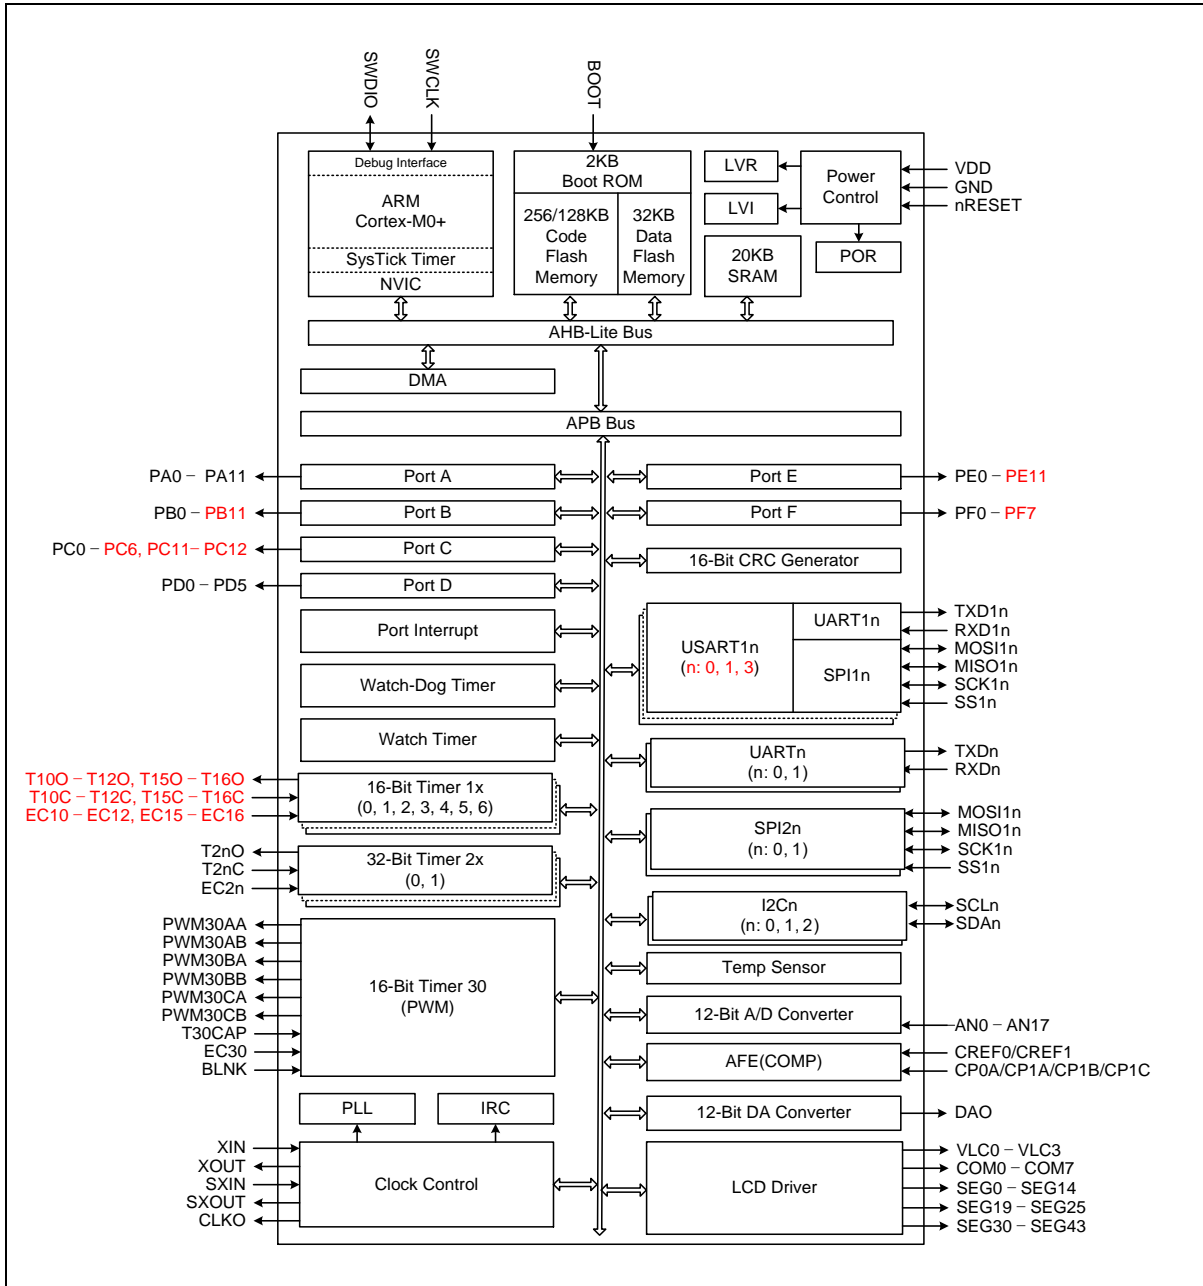 SWDIO
SWCLK
BOOT
Debug Interface
ARM
Cortex-M0+
SysTick Timer
NVIC
2KB
Boot ROM
256/128KB
Code
Flash
Memory
32KB
Data
Flash
Memory
LVR
LVI
Power
Control
POR
20KB
SRAM
VDD
GND
nRESET
AHB-Lite Bus
DMA
APB Bus
PA0 – PA11
Port A
PB0 – PB11
Port B
PC0 – PC6, PC11 – PC12
Port C
PD0 – PD5
Port D
Port Interrupt
Watch-Dog Timer
Watch Timer
T10O – T12O, T15O – T16O
T10C – T12C, T15C – T16C
EC10 – EC12, EC15 – EC16
16-Bit Timer 1x
(0, 1, 2, 3, 4, 5, 6)
T2nO
T2nC
EC2n
32-Bit Timer 2x
(0, 1)
PWM30AA
PWM30AB
PWM30BA
PWM30BB
PWM30CA
PWM30CB
T30CAP
EC30
BLNK
16-Bit Timer 30
(PWM)
PLL
IRC
XIN
XOUT
SXIN
SXOUT
CLKO
Clock Control
Port E
PE0 – PE11
Port F
PF0 – PF7
16-Bit CRC Generator
USART1n
(n: 0, 1, 3)
UART1n
SPI1n
TXD1n
RXD1n
MOSI1n
MISO1n
SCK1n
SS1n
UARTn
(n: 0, 1)
TXDn
RXDn
SPI2n
(n: 0, 1)
MOSI1n
MISO1n
SCK1n
SS1n
I2Cn
(n: 0, 1, 2)
SCLn
SDAn
Temp Sensor
12-Bit A/D Converter
AN0 – AN17
AFE(COMP)
CREF0/CREF1
CP0A/CP1A/CP1B/CP1C
12-Bit DA Converter
DAO
LCD Driver
VLC0 – VLC3
COM0 – COM7
SEG0 – SEG14
SEG19 – SEG25
SEG30 – SEG43